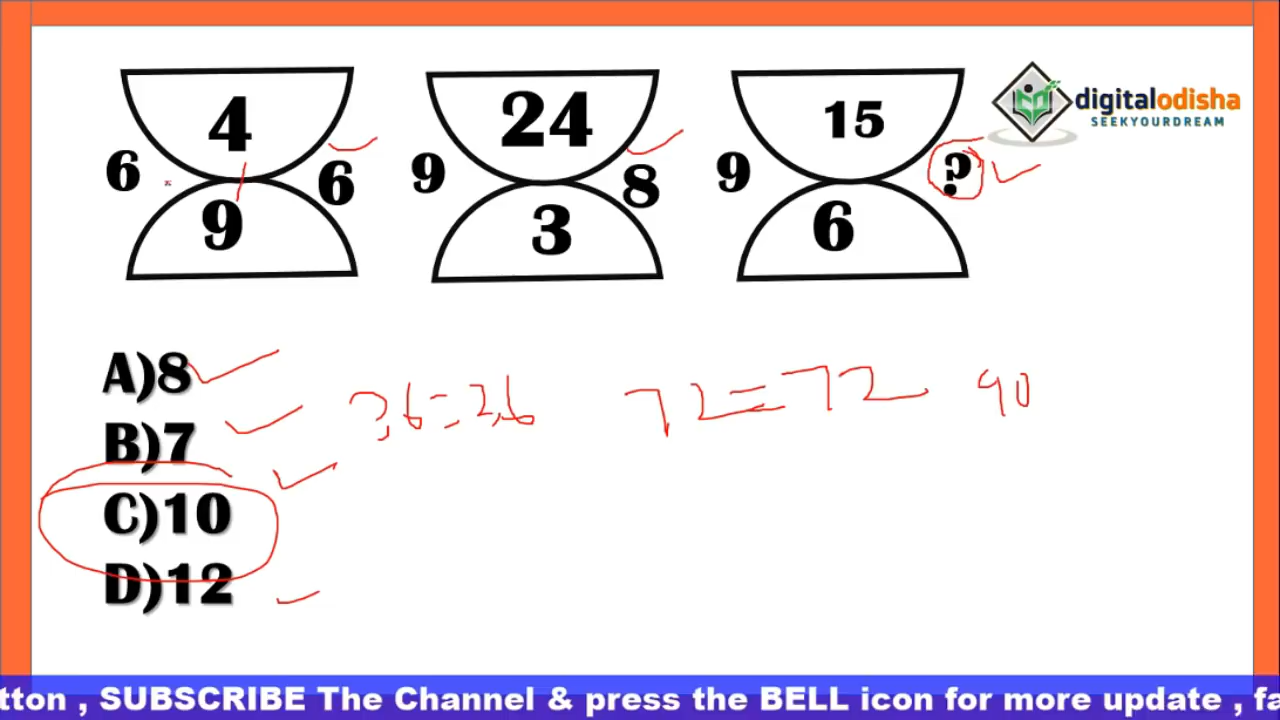 4 24 15
6 6 9 8 9 ?
9 3 6
digitalodisha
SEEKYOURDREAM
A)8
B)7
C)10
D)12
36=36 72=72 90
tton , SUBSCRIBE The Channel & press the BELL icon for more update , fa